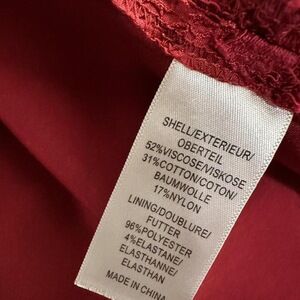 SHELL/EXTERIEUR/
OBERTEIL
52%VISCOSE/VISKOSE
31%COTTON/COTON/
BAUMWOLLE
17%NYLON
LINING/DOUBLURE/
FUTTER
96%POLYESTER
4%ELASTANE/
ELASTHANNE/
ELASTHAN
MADE IN CHINA